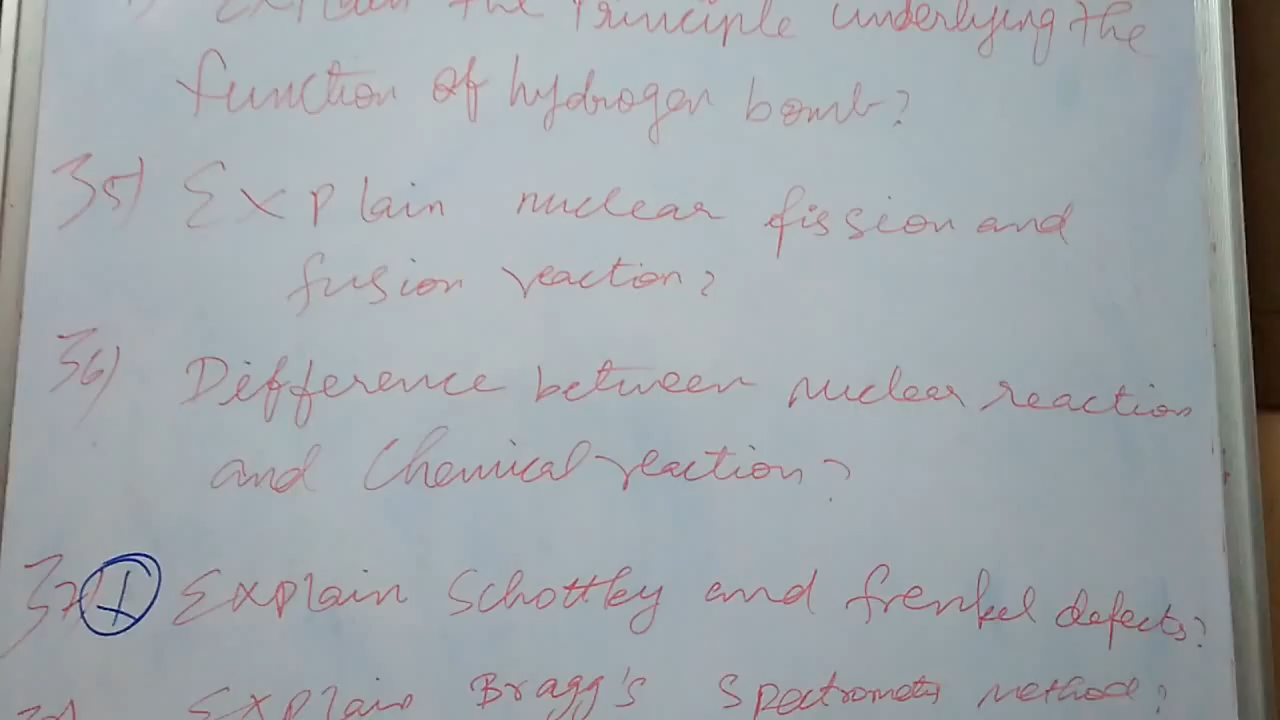 Explain the Principle underlying the
function of hydrogen bomb?
35) Explain nuclear fission and
fusion reaction?
36) Difference between nuclear reaction
and Chemical reaction?
37) I Explain Schottky and frenkel defects?
Explain Bragg's Spectrometer method?